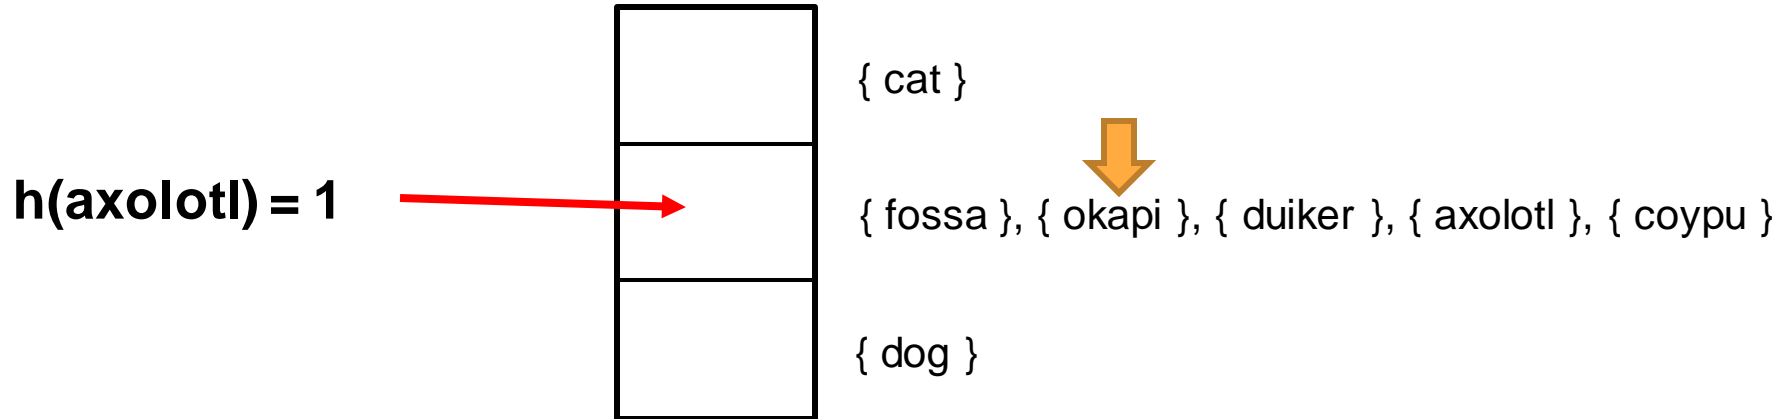 { cat }
h(axolotl) = 1
{ fossa }, { okapi }, { duiker }, { axolotl }, { coypu }
{ dog }